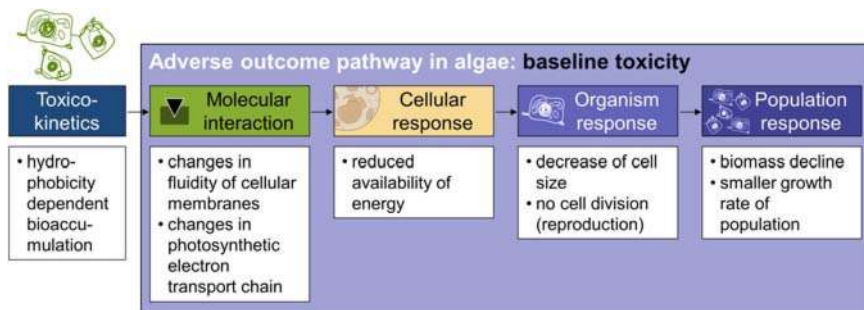 Adverse outcome pathway in algae: baseline toxicity
Toxico-
kinetics
Molecular
interaction
Cellular
response
Organism
response
Population
response
• hydro-
phobicity
dependent
bioaccu-
mulation
• changes in
fluidity of cellular
membranes
• changes in
photosynthetic
electron
transport chain
• reduced
availability of
energy
• decrease of cell
size
• no cell division
(reproduction)
• biomass decline
• smaller growth
rate of
population